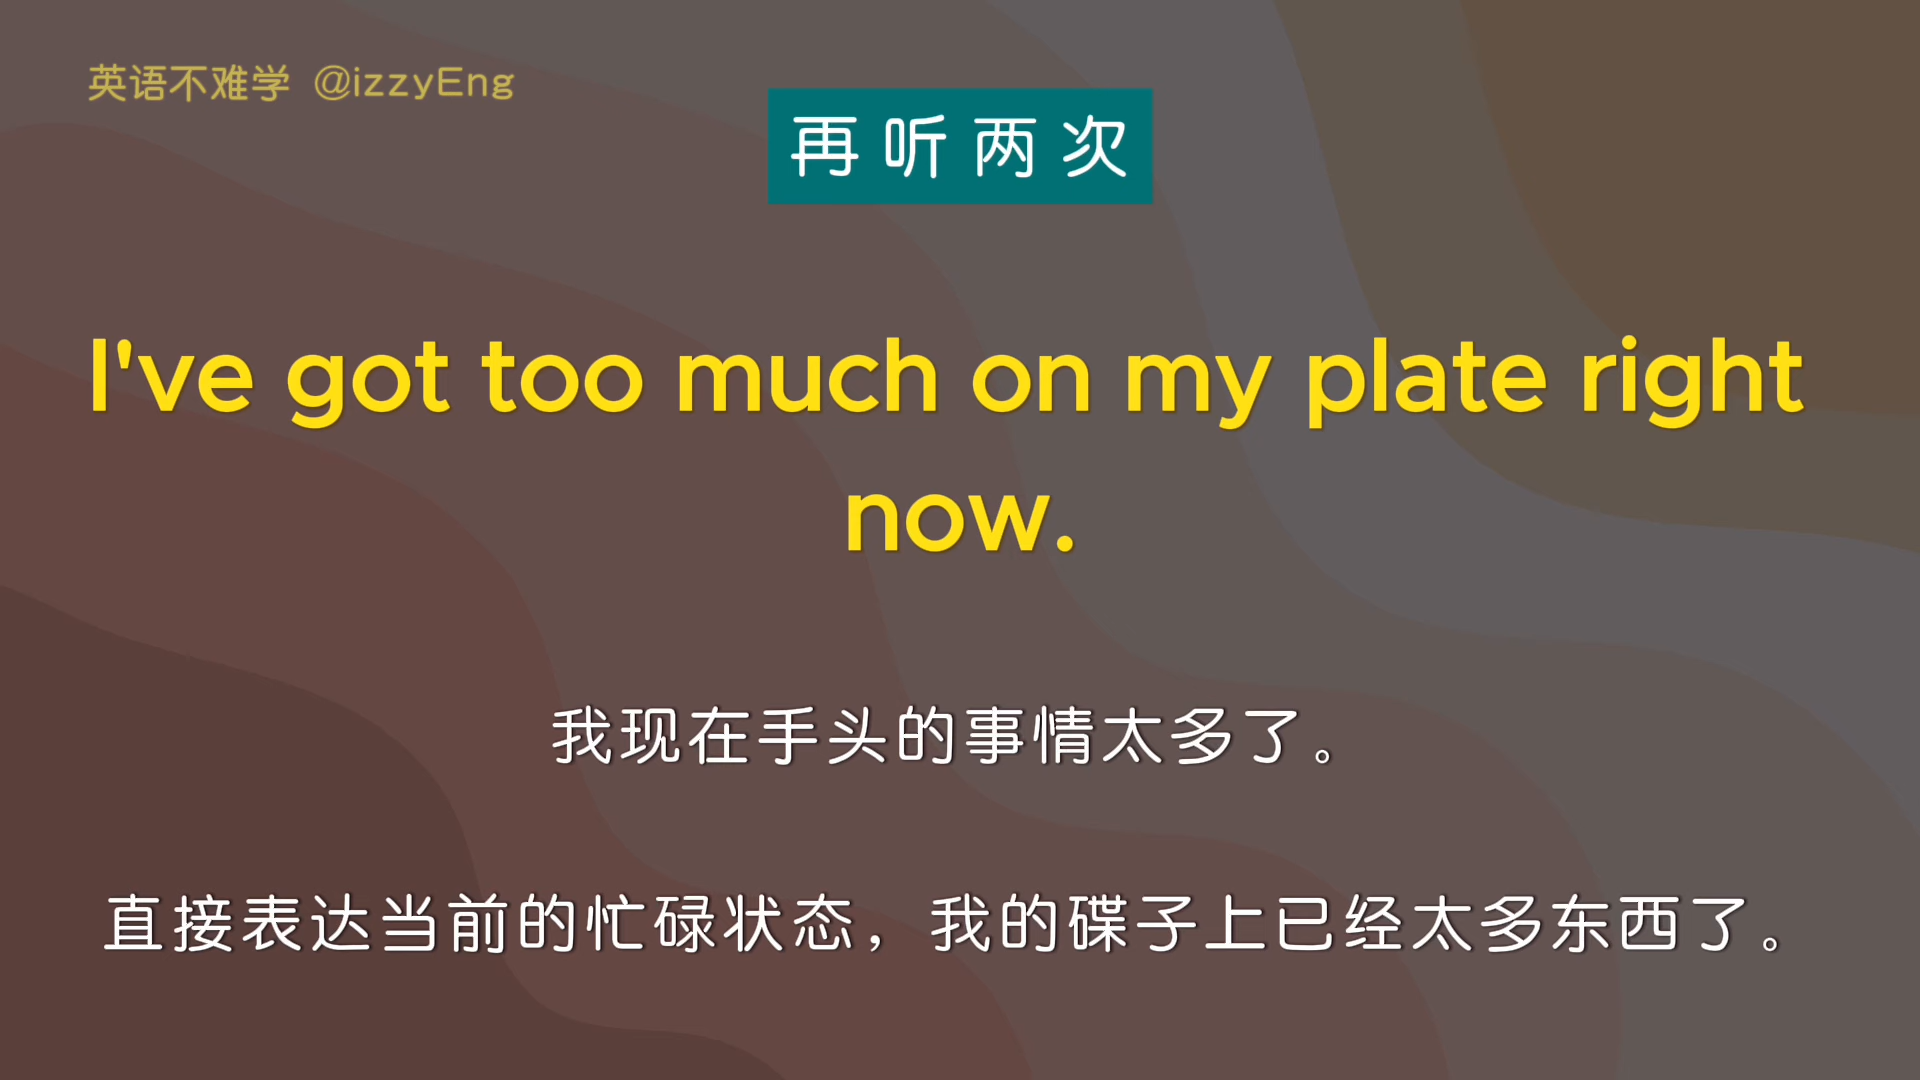 英语不难学 @izzyEng
再听两次
I've got too much on my plate right
now.
我现在手头的事情太多了。
直接表达当前的忙碌状态，我的碟子上已经太多东西了。